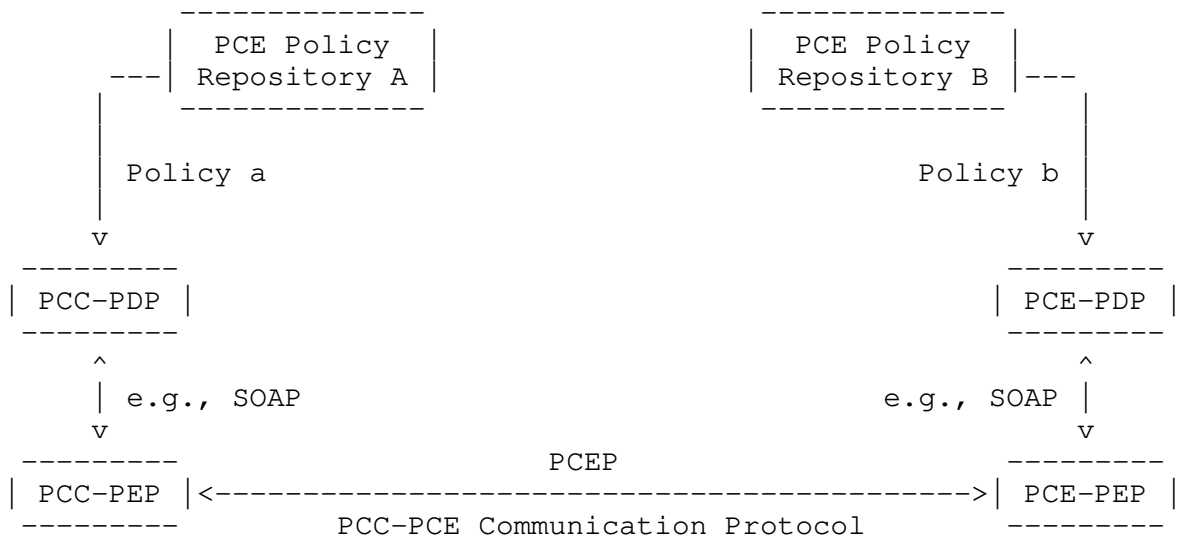 PCE Policy PCE Policy
Repository A Repository B
Policy a Policy b
v v
PCC-PDP PCE-PDP
e.g., SOAP e.g., SOAP
v v
PCEP
PCC-PEP PCE-PEP
PCC-PCE Communication Protocol